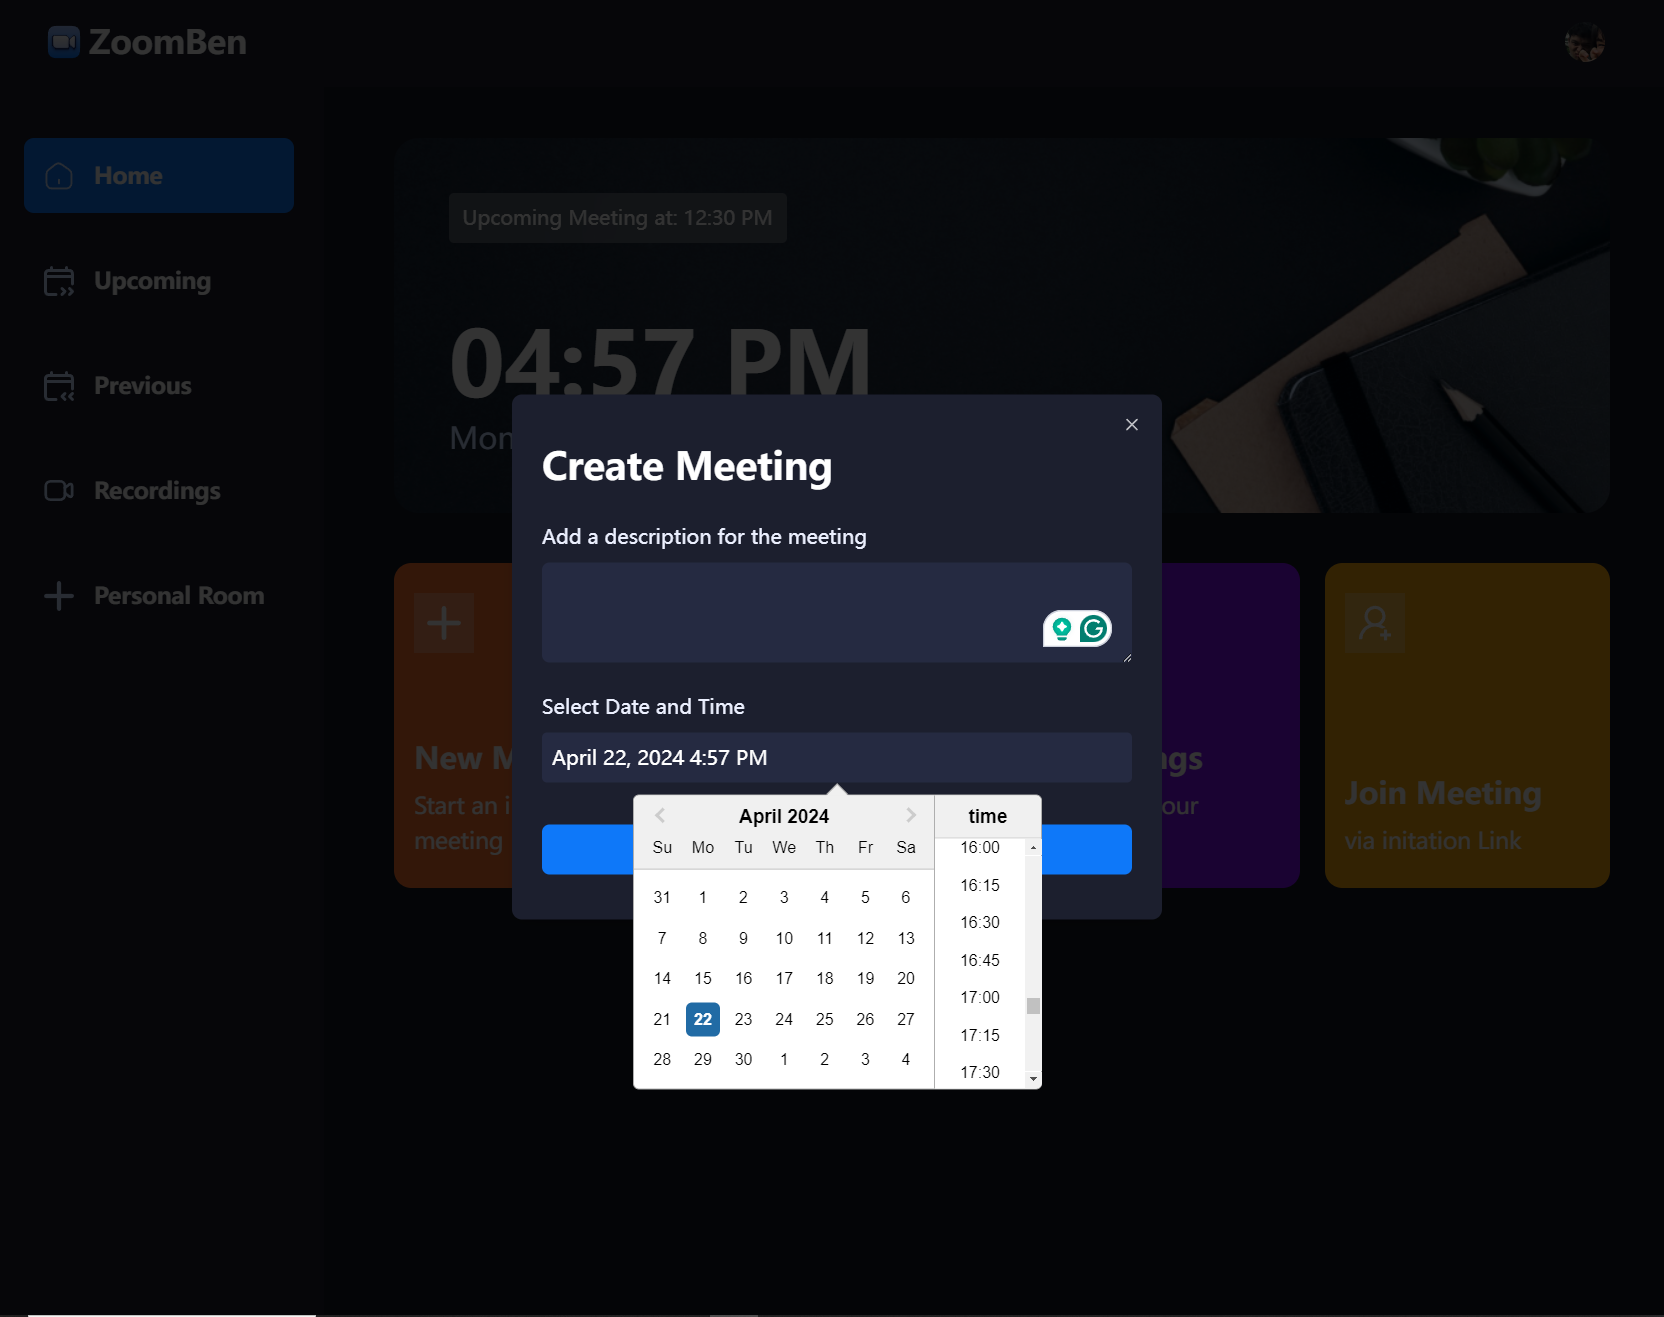 ZoomBen
Home
Upcoming
Previous
Recordings
Personal Room
Upcoming Meeting at: 12:30 PM
04:57 PM
Mon
Create Meeting
Add a description for the meeting
Select Date and Time
April 22, 2024 4:57 PM
April 2024
Su Mo Tu We Th Fr Sa
31 1 2 3 4 5 6
7 8 9 10 11 12 13
14 15 16 17 18 19 20
21 22 23 24 25 26 27
28 29 30 1 2 3 4
time
16:00
16:15
16:30
16:45
17:00
17:15
17:30
New M
Start an i
meeting
ngs
our
Join Meeting
via initation Link